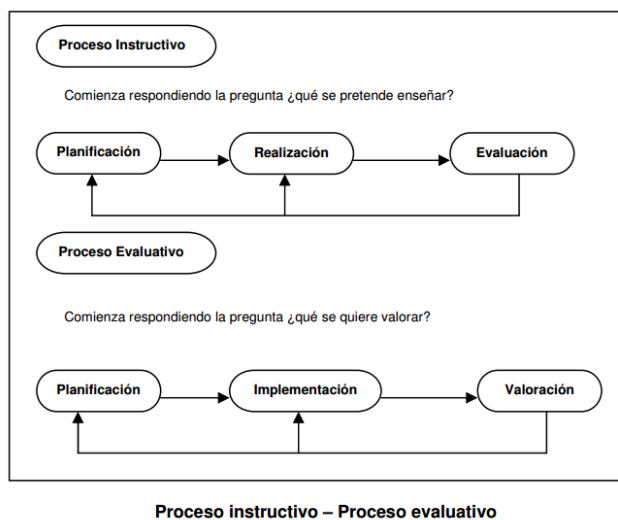 Proceso Instructivo
Comienza respondiendo la pregunta ¿qué se pretende enseñar?
Planificación
Realización
Evaluación
Proceso Evaluativo
Comienza respondiendo la pregunta ¿qué se quiere valorar?
Planificación
Implementación
Valoración
Proceso instructivo – Proceso evaluativo